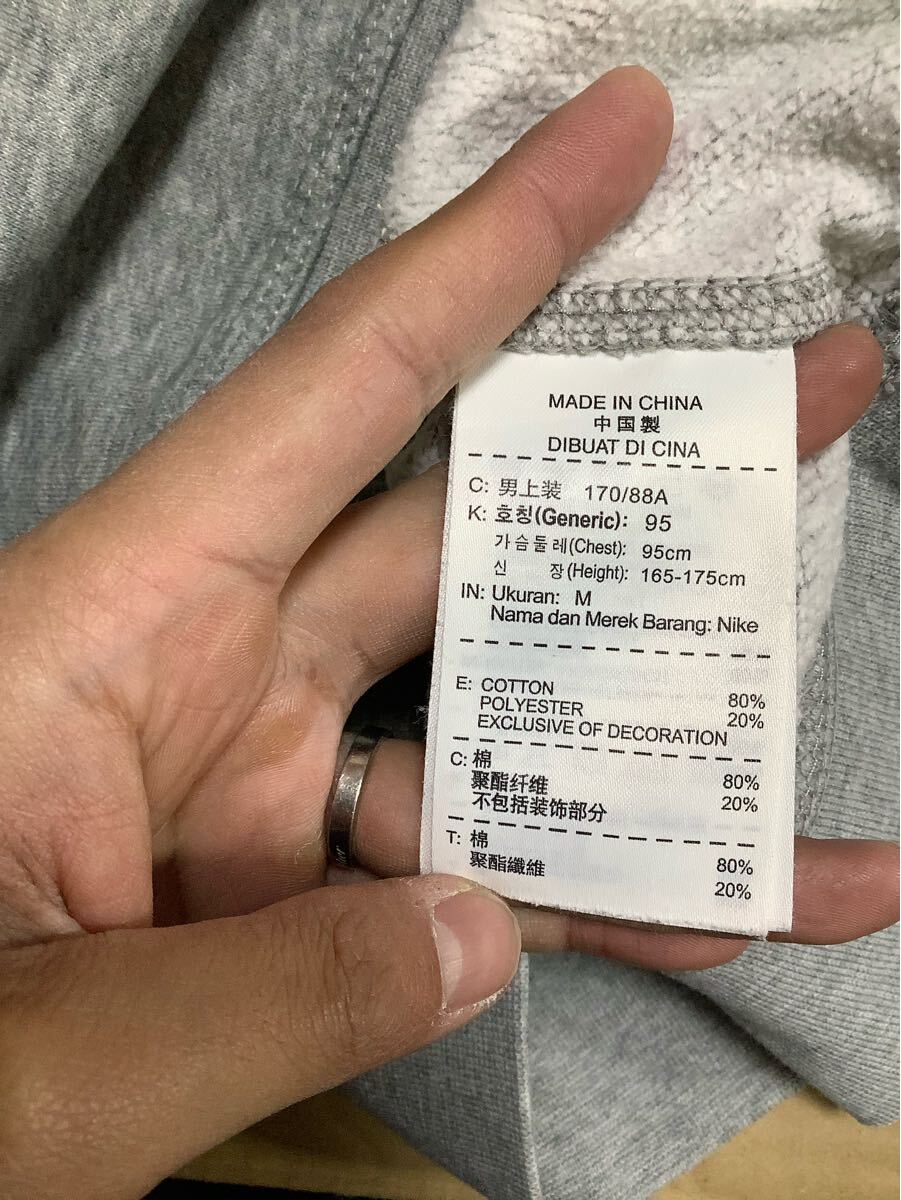 MADE IN CHINA
中国製
DIBUAT DI CINA
C: 男上装 170/88A
K: 호칭(Generic): 95
가슴둘레(Chest): 95cm
신 장(Height): 165-175cm
IN: Ukuran: M
Nama dan Merek Barang: Nike
E: COTTON 80%
POLYESTER 20%
EXCLUSIVE OF DECORATION
C: 棉 80%
聚酯纤维 20%
不包括装饰部分
T: 棉 80%
聚酯纖維 20%